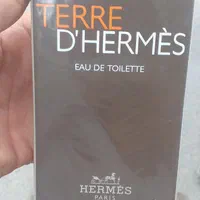 TERRE
D'HERMÈS
EAU DE TOILETTE
HERMÈS
PARIS